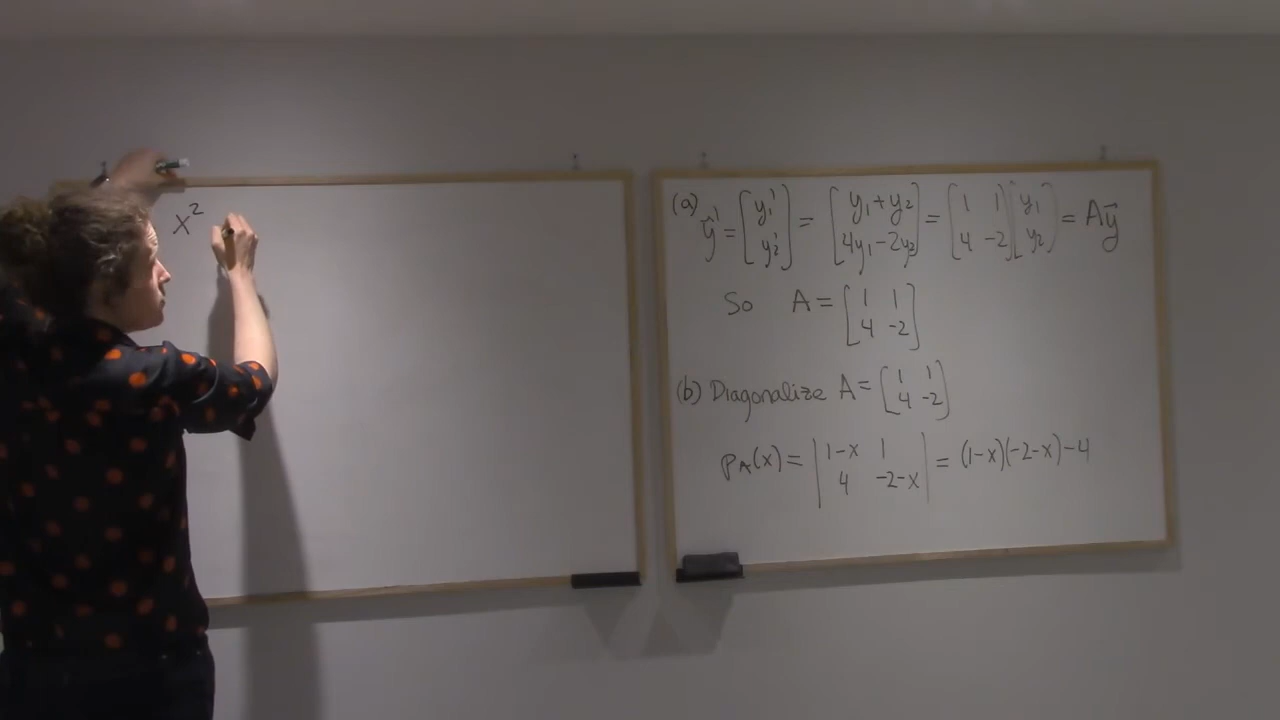 x²
(a) y⃗' = [y₁' ; y₂'] = [y₁+y₂ ; 4y₁-2y₂] = [1 1 ; 4 -2][y₁ ; y₂] = Ay⃗
So A = [1 1 ; 4 -2]
(b) Diagonalize A = [1 1 ; 4 -2]
p_A(x) = |1-x 1 ; 4 -2-x| = (1-x)(-2-x)-4